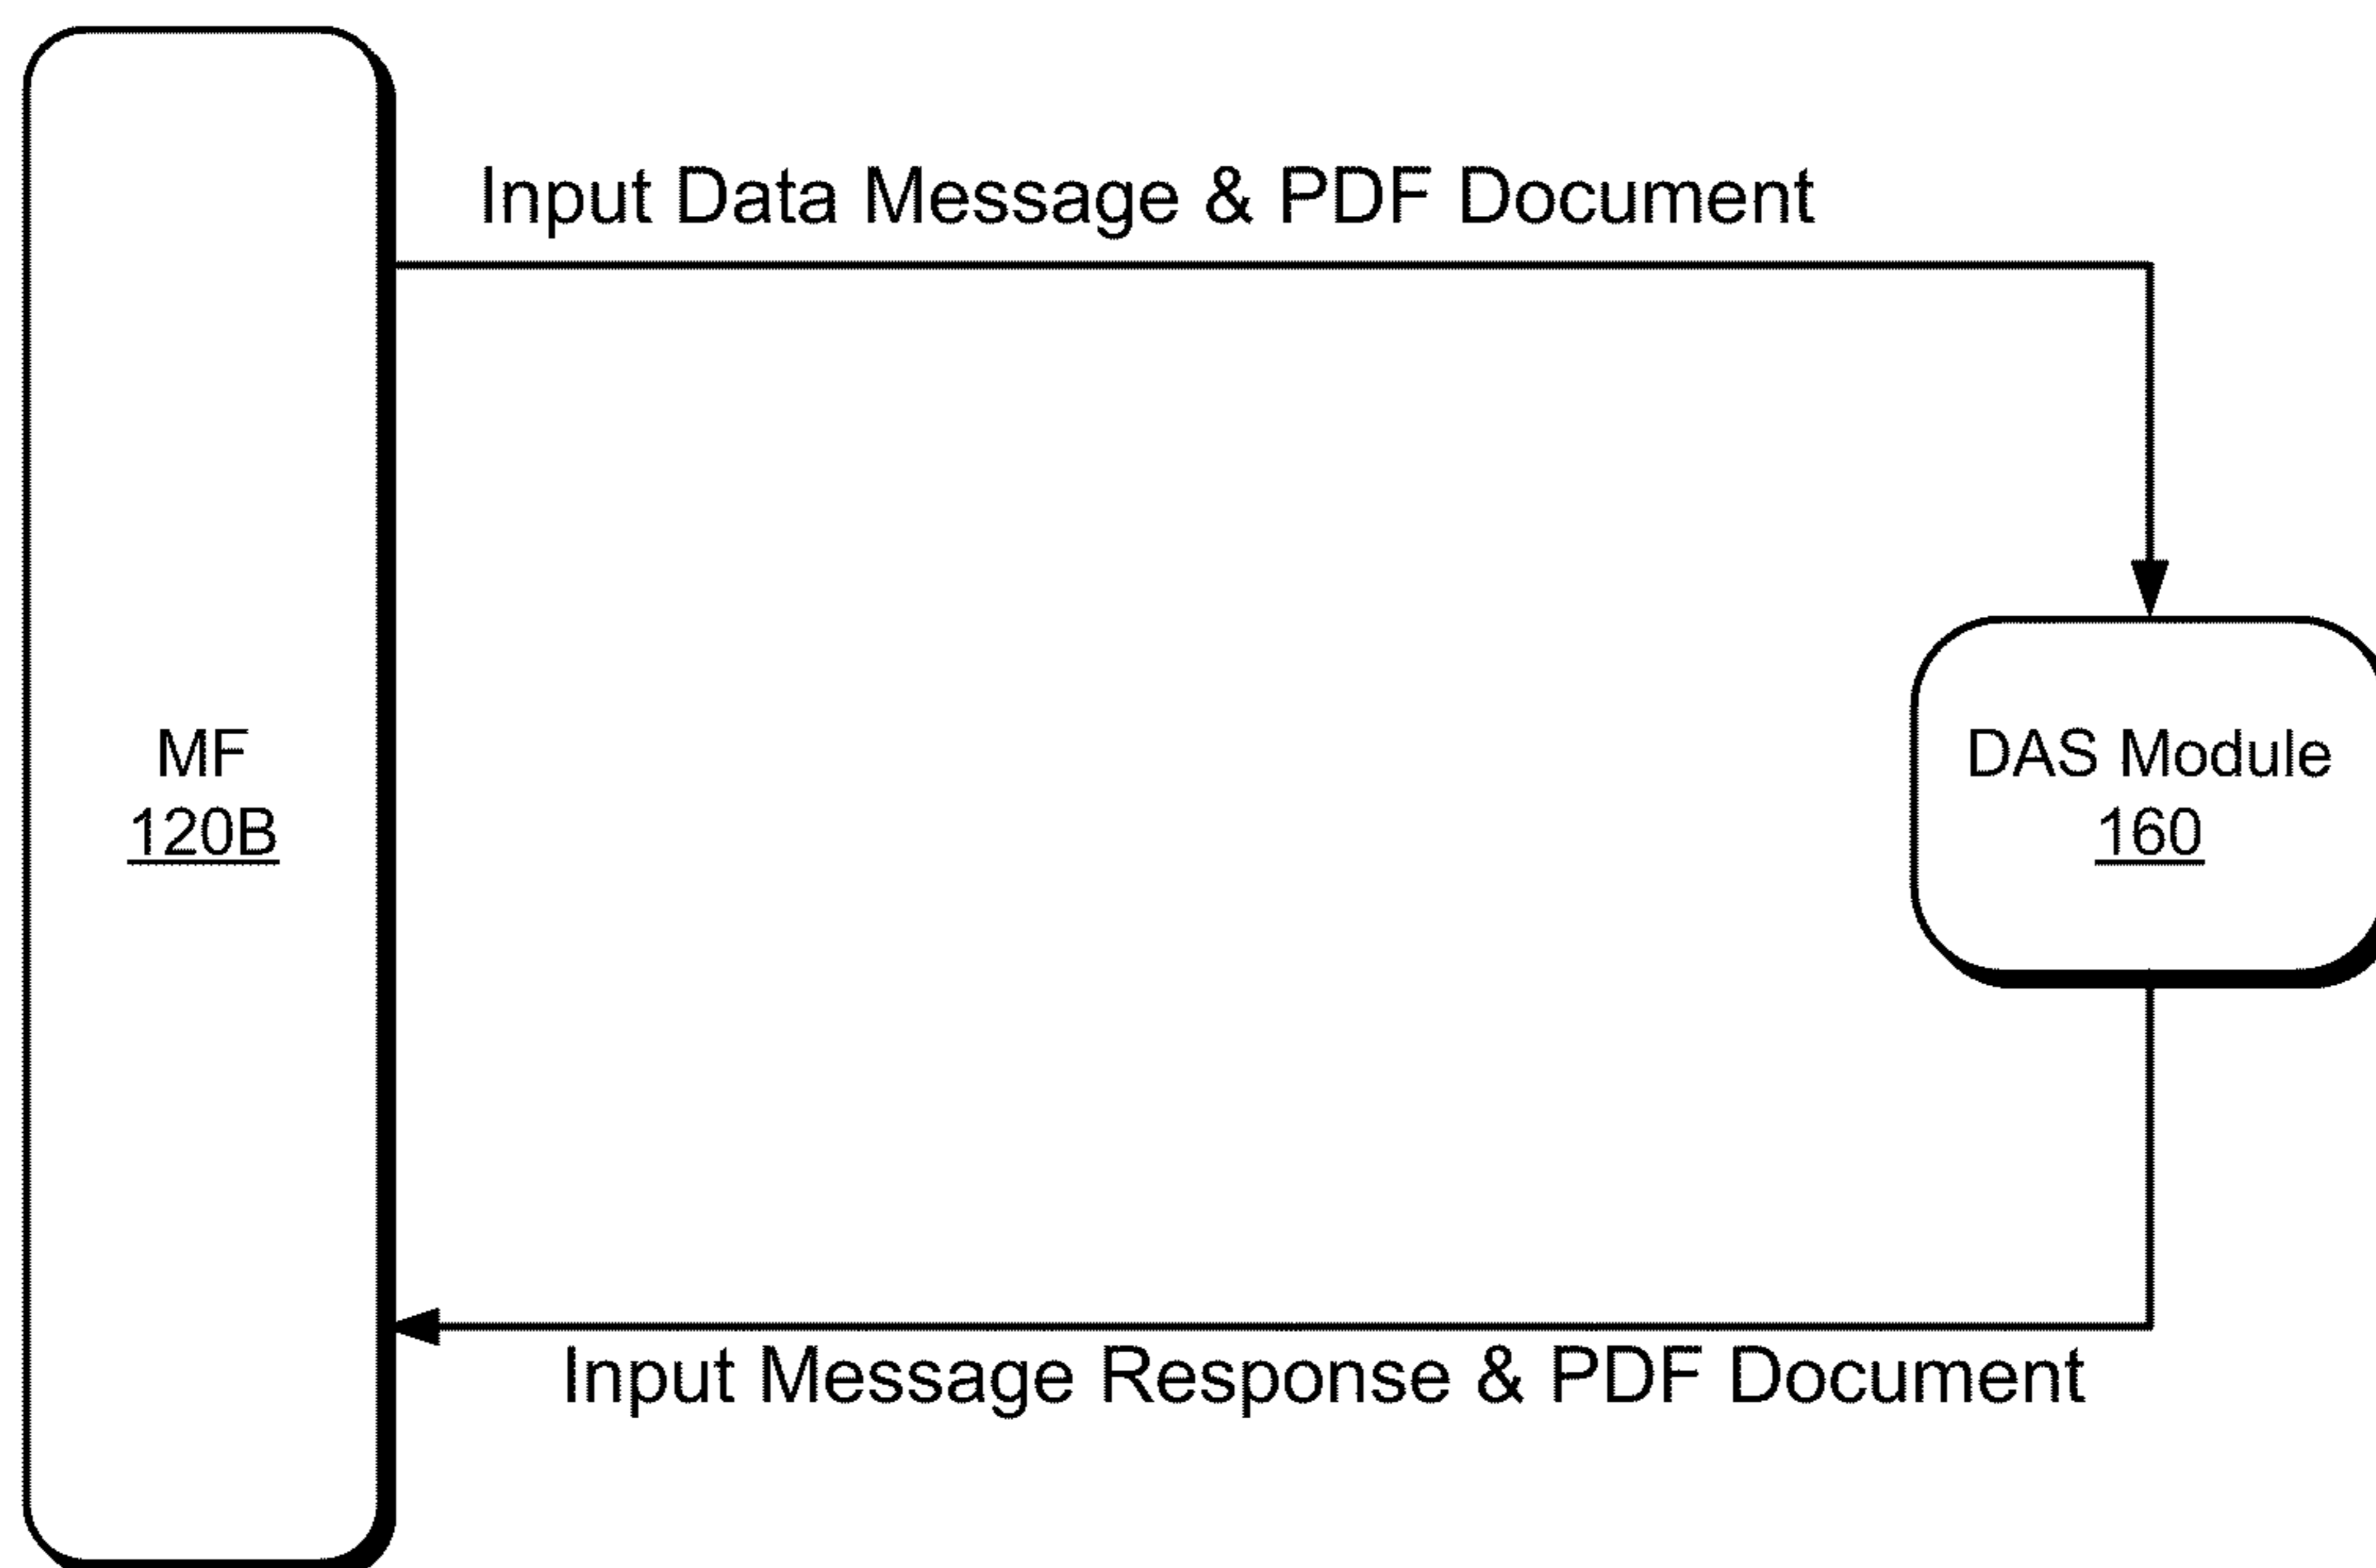 Input Data Message & PDF Document
MF
120B
DAS Module
160
Input Message Response & PDF Document